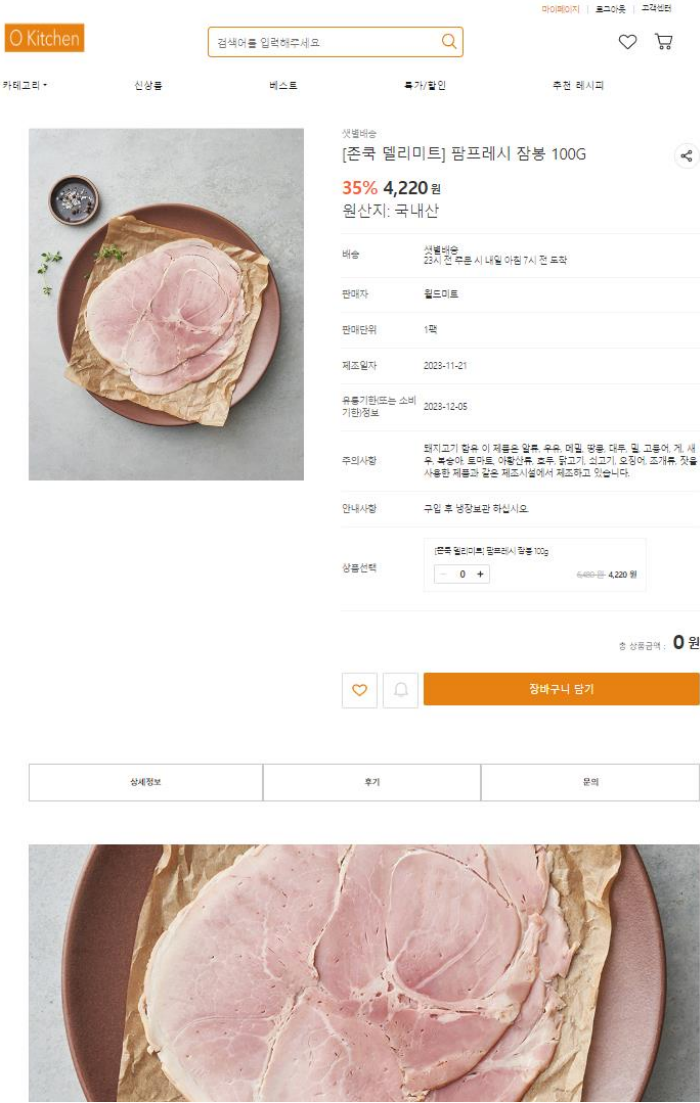 마이페이지 | 로그아웃 | 고객센터
O Kitchen
검색어를 입력해주세요
카테고리
신상품
베스트
특가/할인
추천 레시피
샛별배송
[존쿡 델리미트] 팜프레시 잠봉 100G
35% 4,220 원
원산지: 국내산
배송
샛별배송
23시 전 주문 시 내일 아침 7시 전 도착
판매자
월드미트
판매단위
1팩
제조일자
2023-11-21
유통기한(또는 소비
기한)정보
2023-12-05
주의사항
돼지고기 함유 이 제품은 알류, 우유, 메밀, 땅콩, 대두, 밀, 고등어, 게, 새
우, 복숭아, 토마토, 아황산류, 호두, 닭고기, 쇠고기, 오징어, 조개류, 잣을
사용한 제품과 같은 제조시설에서 제조하고 있습니다.
안내사항
구입 후 냉장보관 하십시오.
상품선택
[존쿡 델리미트] 팜프레시 잠봉 100g
- 0 +
4,220 원
총 상품금액 : 0 원
장바구니 담기
상세정보
후기
문의